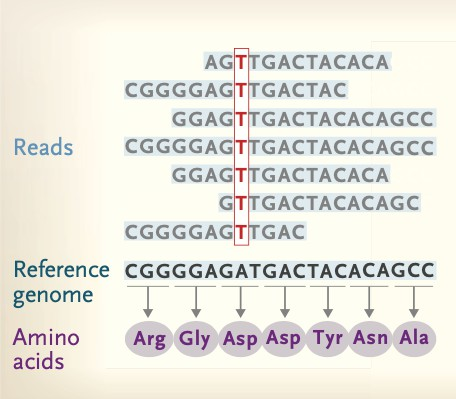 AGTTGACTACACA
CGGGGAGTTGACTAC
GGAGTTGACTACACAGCC
Reads CGGGGAGTTGACTACACAGCC
GGAGTTGACTACACA
GTTGACTACACAGC
CGGGGAGTTGAC
Reference genome CGGGGAGATGACTACACAGCC
Amino acids Arg Gly Asp Asp Tyr Asn Ala